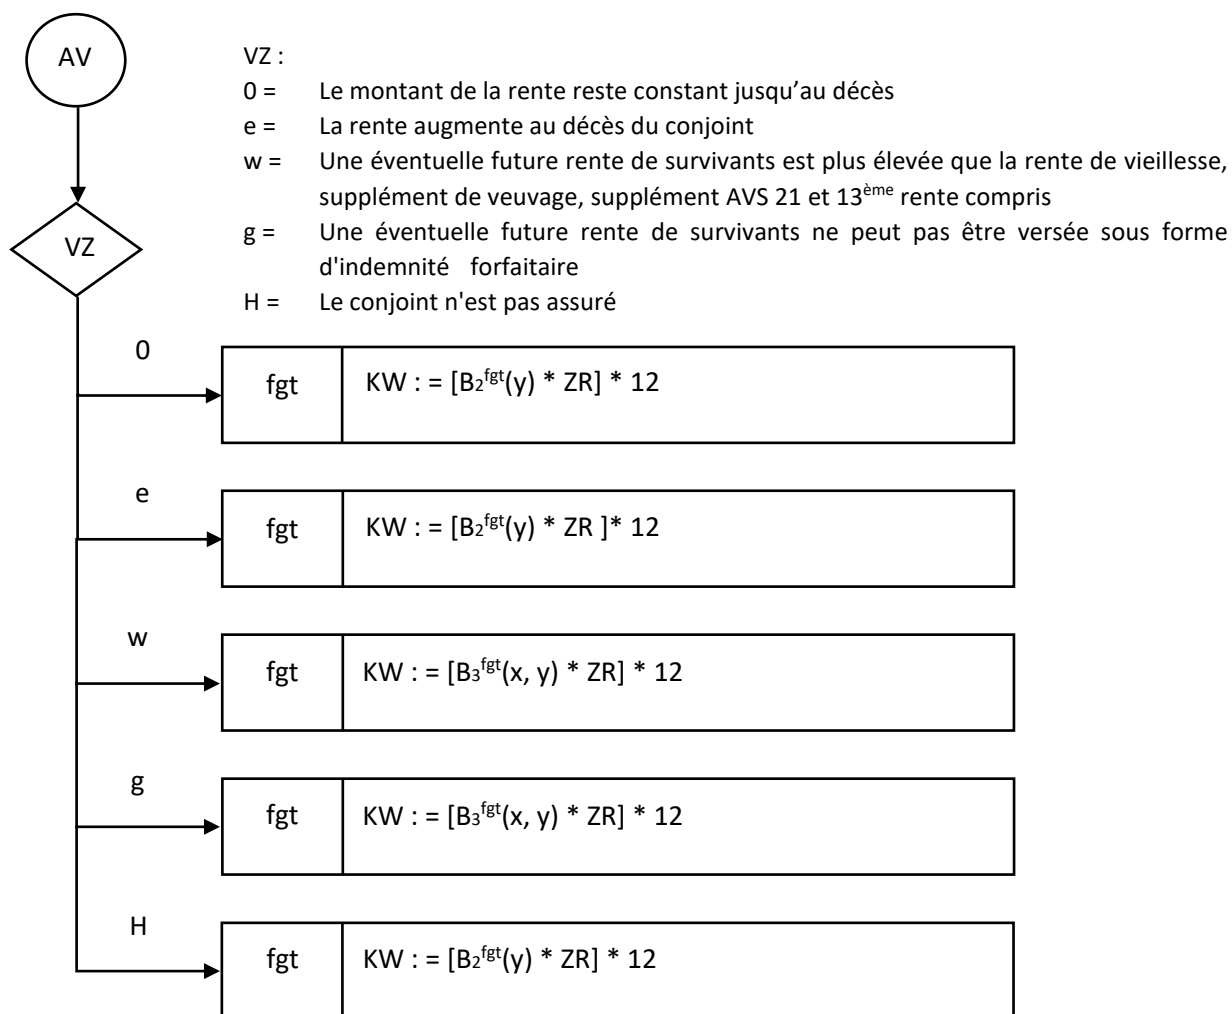 AV
VZ :
0 = Le montant de la rente reste constant jusqu’au décès
e = La rente augmente au décès du conjoint
w = Une éventuelle future rente de survivants est plus élevée que la rente de vieillesse,
supplément de veuvage, supplément AVS 21 et 13ème rente compris
VZ
g = Une éventuelle future rente de survivants ne peut pas être versée sous forme
d'indemnité forfaitaire
H = Le conjoint n'est pas assuré
0
fgt KW : = [B2fgt(y) * ZR] * 12
e
fgt KW : = [B2fgt(y) * ZR ]* 12
w
fgt KW : = [B3fgt(x, y) * ZR] * 12
g
fgt KW : = [B3fgt(x, y) * ZR] * 12
H
fgt KW : = [B2fgt(y) * ZR] * 12